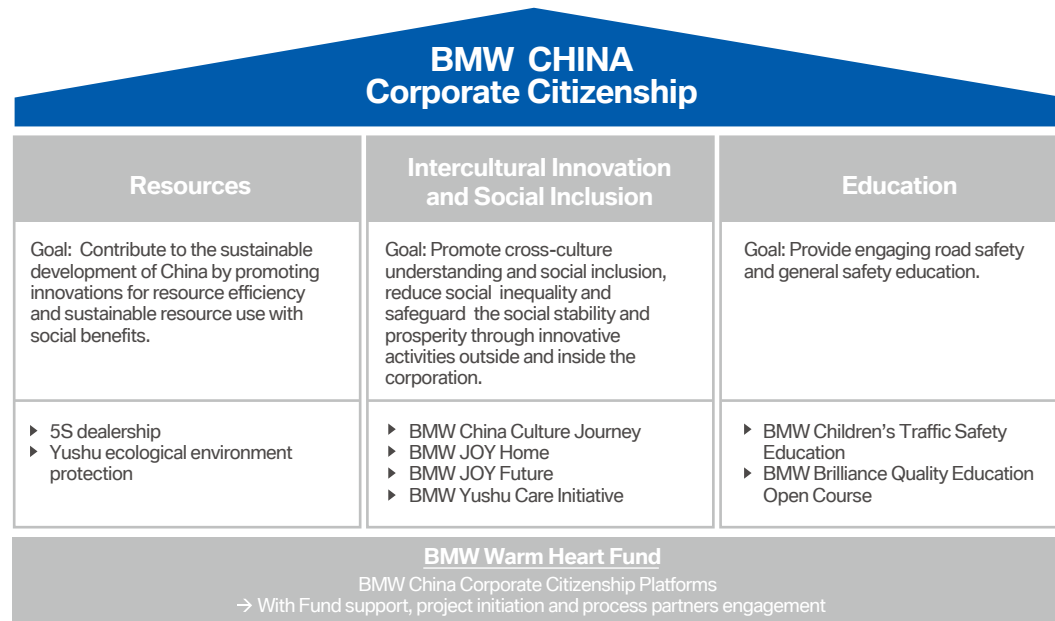 BMW CHINA
Corporate Citizenship
Resources
Intercultural Innovation
and Social Inclusion
Education
Goal: Contribute to the sustainable
development of China by promoting
innovations for resource efficiency
and sustainable resource use with
social benefits.
Goal: Promote cross-culture
understanding and social inclusion,
reduce social inequality and
safeguard the social stability and
prosperity through innovative
activities outside and inside the
corporation.
Goal: Provide engaging road safety
and general safety education.
5S dealership
Yushu ecological environment
protection
BMW China Culture Journey
BMW JOY Home
BMW JOY Future
BMW Yushu Care Initiative
BMW Children's Traffic Safety
Education
BMW Brilliance Quality Education
Open Course
BMW Warm Heart Fund
BMW China Corporate Citizenship Platforms
→ With Fund support, project initiation and process partners engagement